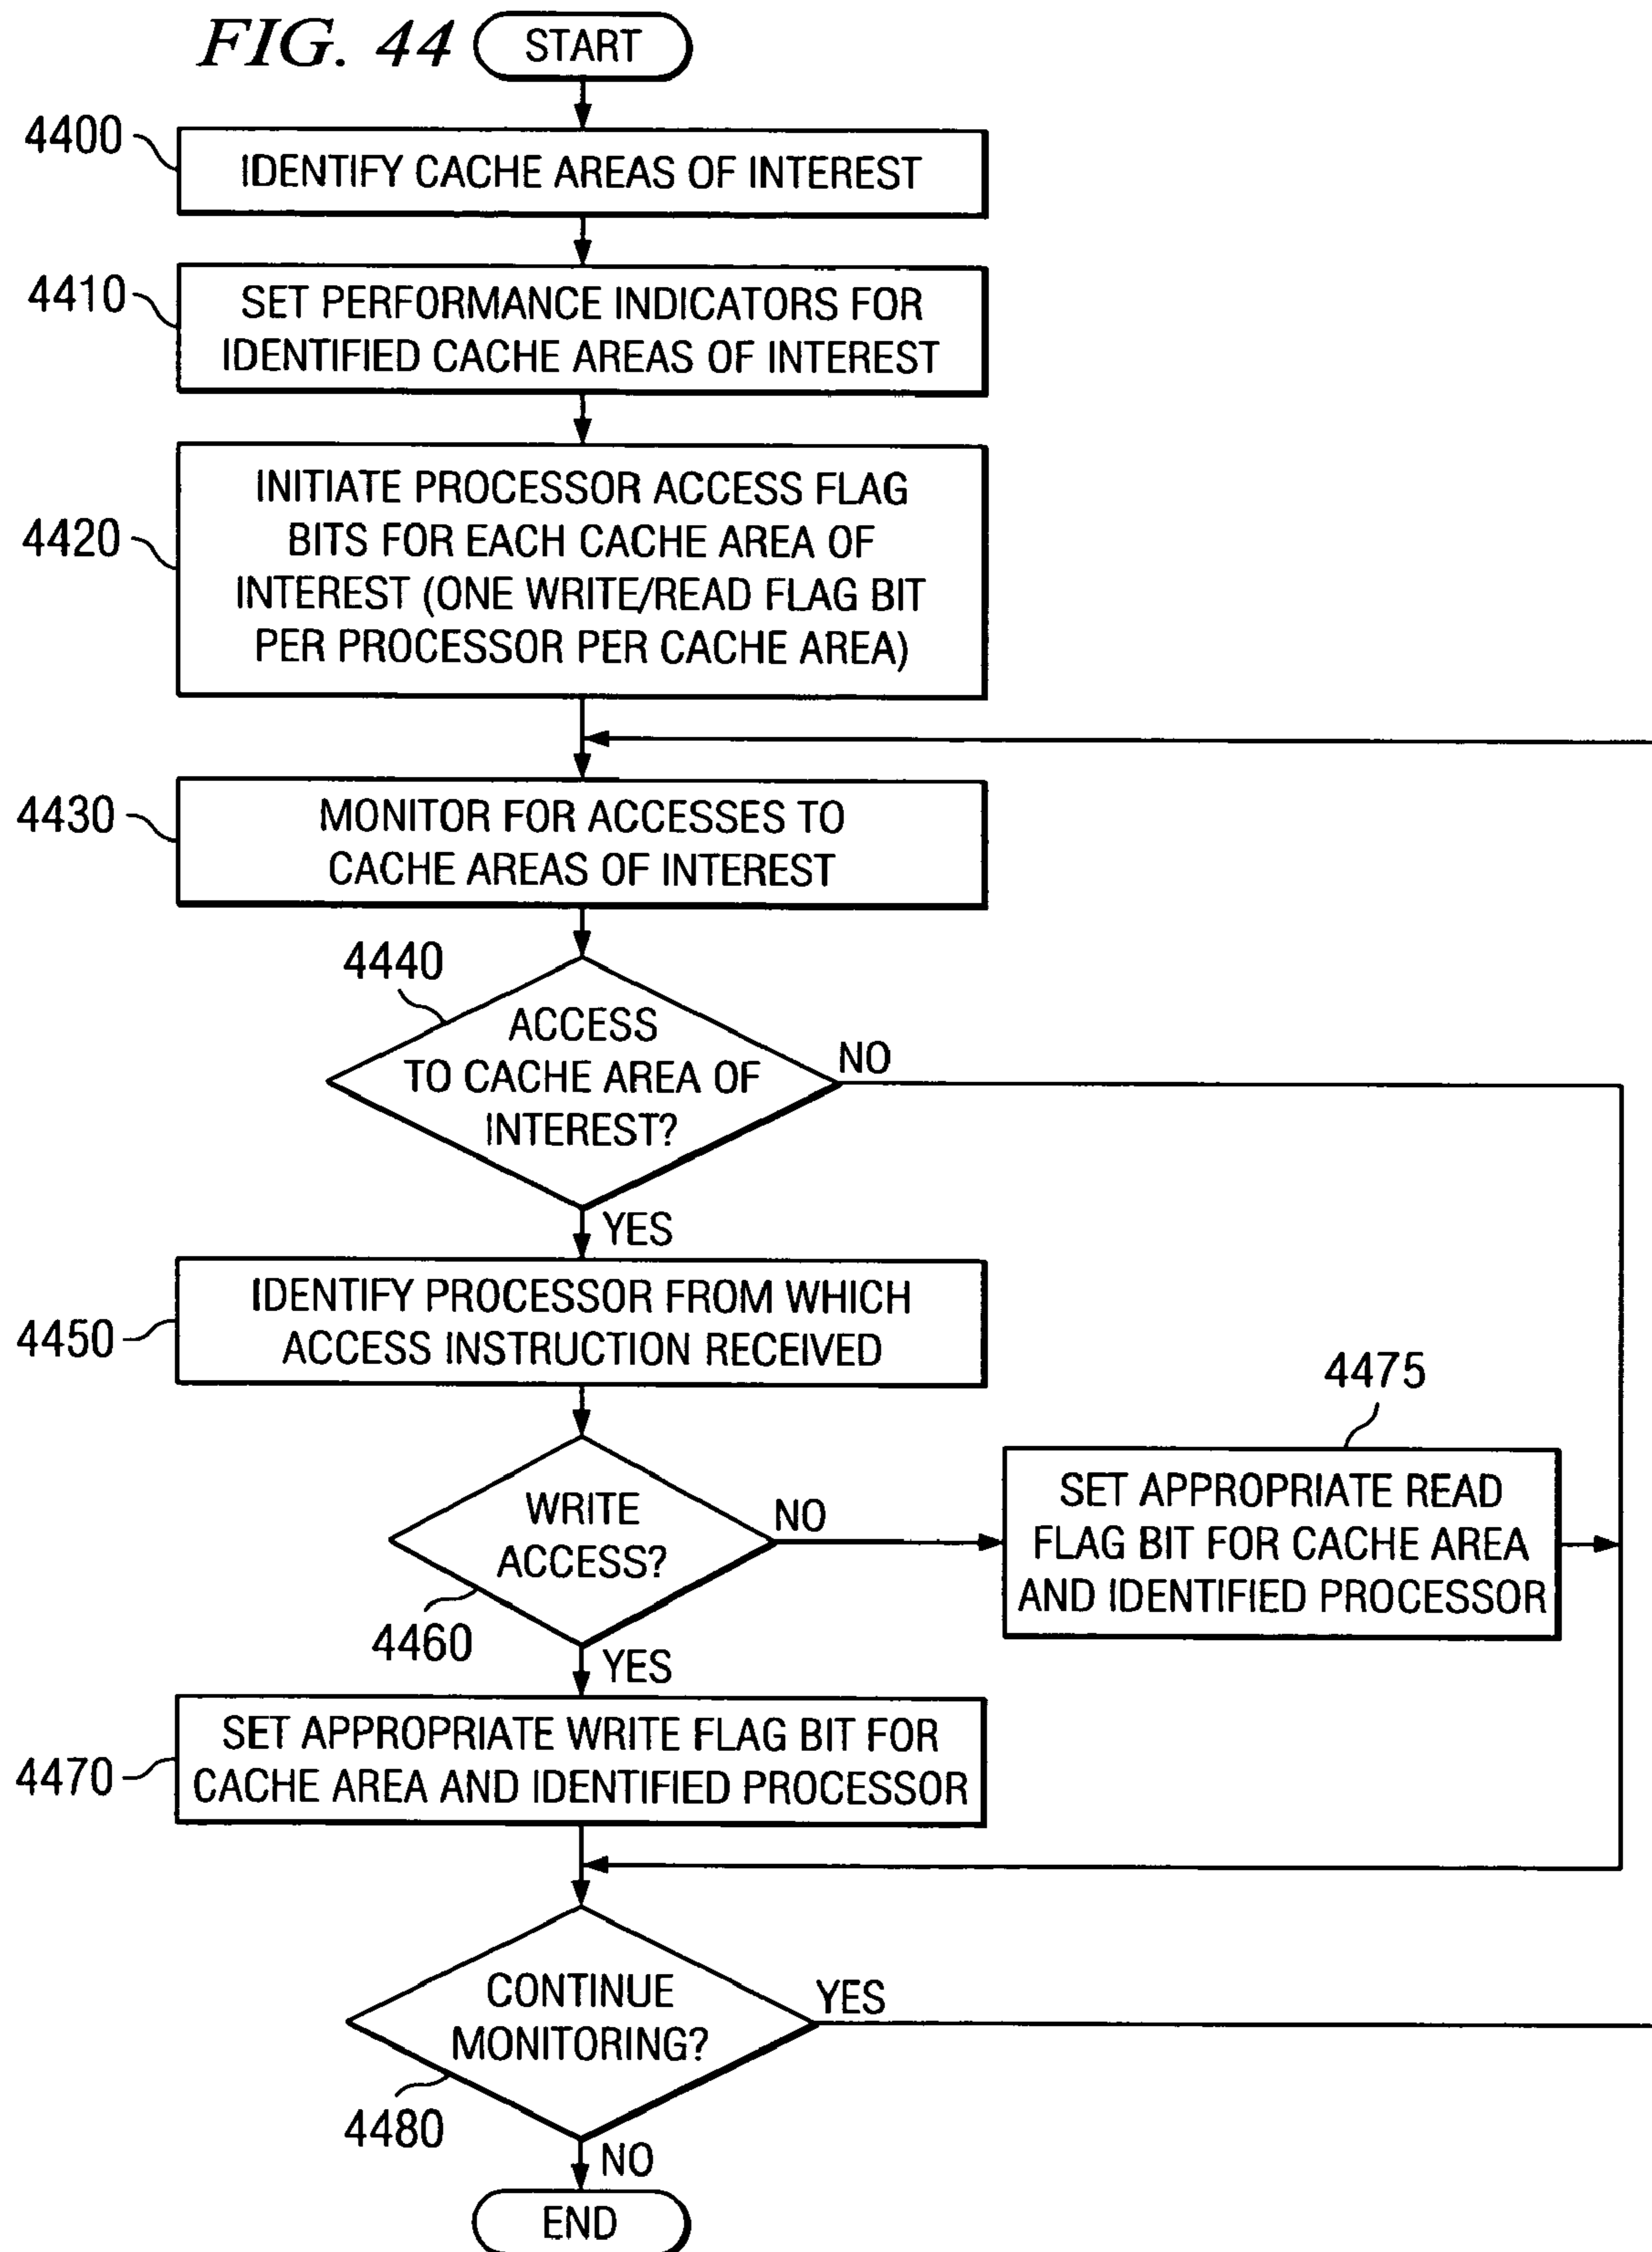 FIG. 44
START
4400
IDENTIFY CACHE AREAS OF INTEREST
4410
SET PERFORMANCE INDICATORS FOR
IDENTIFIED CACHE AREAS OF INTEREST
4420
INITIATE PROCESSOR ACCESS FLAG
BITS FOR EACH CACHE AREA OF
INTEREST (ONE WRITE/READ FLAG BIT
PER PROCESSOR PER CACHE AREA)
4430
MONITOR FOR ACCESSES TO
CACHE AREAS OF INTEREST
4440
ACCESS
TO CACHE AREA OF
INTEREST?
NO
YES
4450
IDENTIFY PROCESSOR FROM WHICH
ACCESS INSTRUCTION RECEIVED
4460
WRITE
ACCESS?
NO
4475
SET APPROPRIATE READ
FLAG BIT FOR CACHE AREA
AND IDENTIFIED PROCESSOR
YES
4470
SET APPROPRIATE WRITE FLAG BIT FOR
CACHE AREA AND IDENTIFIED PROCESSOR
CONTINUE
MONITORING?
YES
4480
NO
END